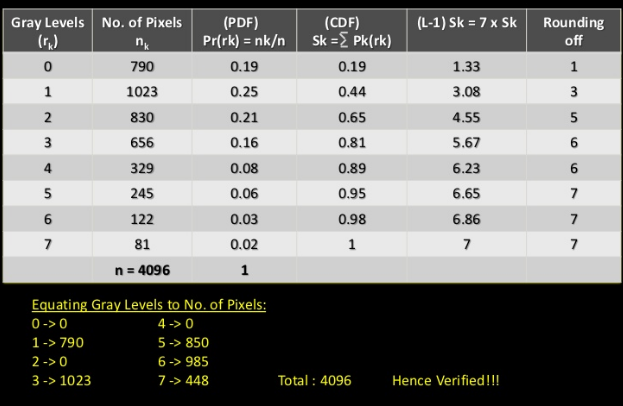 Gray Levels (rk) No. of Pixels nk (PDF) Pr(rk) = nk/n (CDF) Sk =∑ Pk(rk) (L-1) Sk = 7 x Sk Rounding off
0 790 0.19 0.19 1.33 1
1 1023 0.25 0.44 3.08 3
2 830 0.21 0.65 4.55 5
3 656 0.16 0.81 5.67 6
4 329 0.08 0.89 6.23 6
5 245 0.06 0.95 6.65 7
6 122 0.03 0.98 6.86 7
7 81 0.02 1 7 7
n = 4096 1
Equating Gray Levels to No. of Pixels:
0 -> 0 4 -> 0
1 -> 790 5 -> 850
2 -> 0 6 -> 985
3 -> 1023 7 -> 448 Total : 4096 Hence Verified!!!